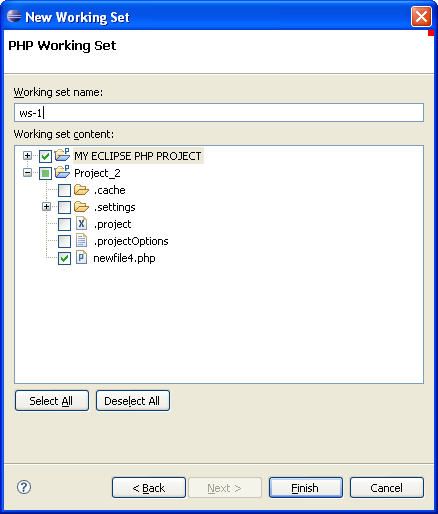 New Working Set
PHP Working Set
Working set name:
ws-1
Working set content:
MY ECLIPSE PHP PROJECT
Project_2
.cache
.settings
.project
.projectOptions
newfile4.php
Select All
Deselect All
< Back
Next >
Finish
Cancel